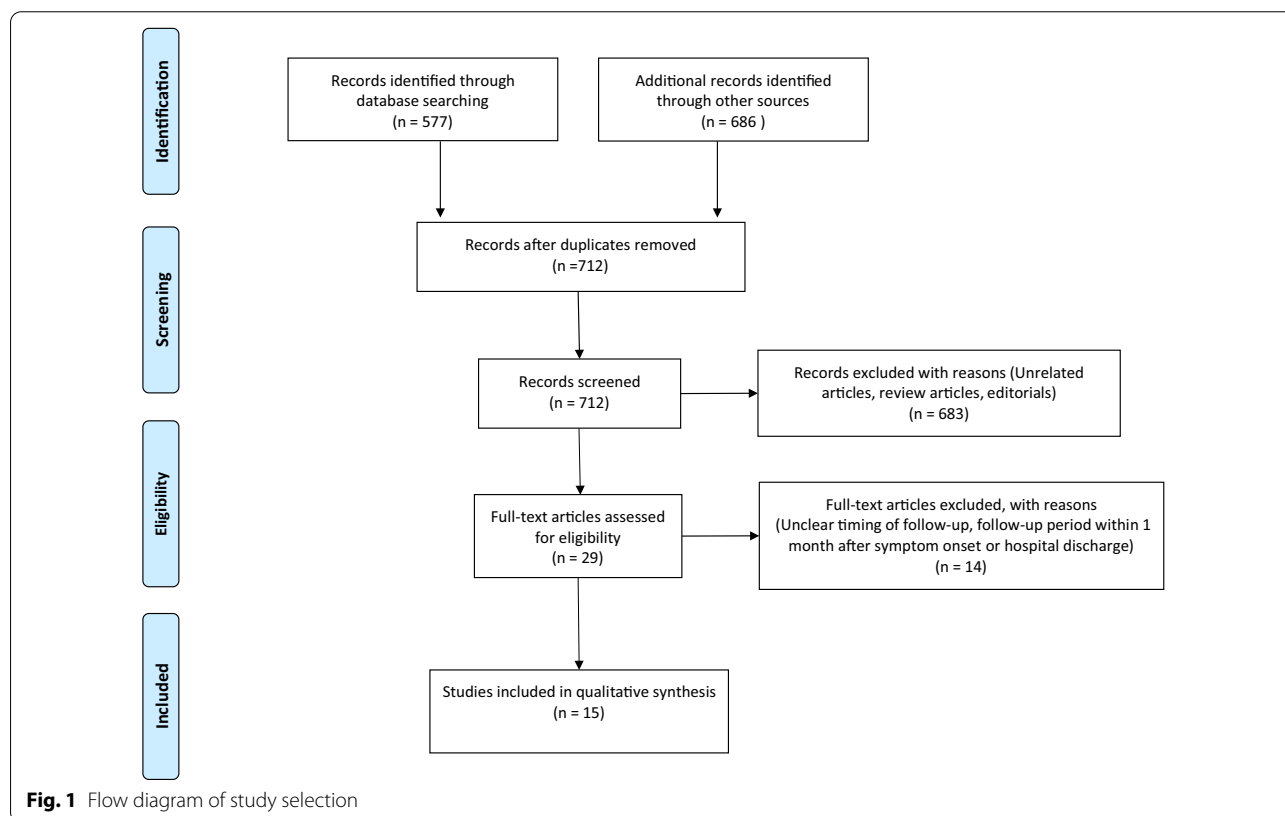 Identification
Records identified through
database searching
(n = 577)
Additional records identified
through other sources
(n = 686 )
Screening
Records after duplicates removed
(n =712)
Records screened
(n = 712)
Records excluded with reasons (Unrelated
articles, review articles, editorials)
(n = 683)
Eligibility
Full-text articles assessed
for eligibility
(n = 29)
Full-text articles excluded, with reasons
(Unclear timing of follow-up, follow-up period within 1
month after symptom onset or hospital discharge)
(n = 14)
Included
Studies included in qualitative synthesis
(n = 15)
Fig. 1 Flow diagram of study selection